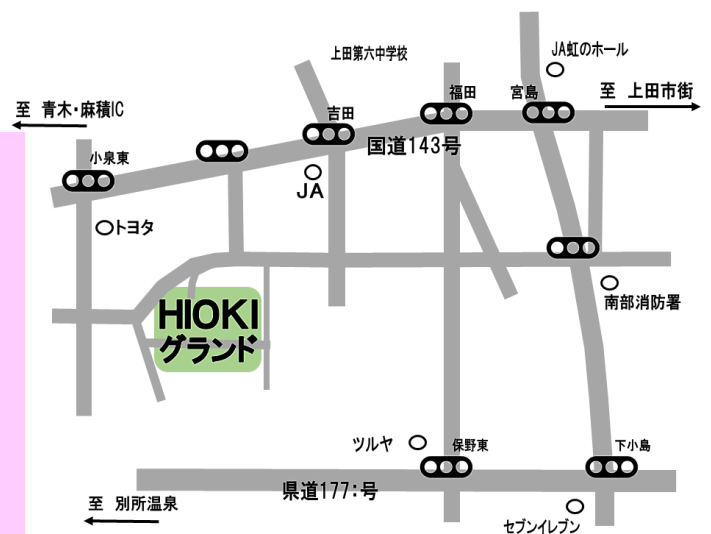 上田第六中学校
JA虹のホール
福田
宮島
至 上田市街
至 青木・麻積IC
吉田
国道143号
小泉東
JA
トヨタ
HIOKI
グランド
南部消防署
ツルヤ
保野東
下小島
県道177:号
至 別所温泉
セブンイレブン